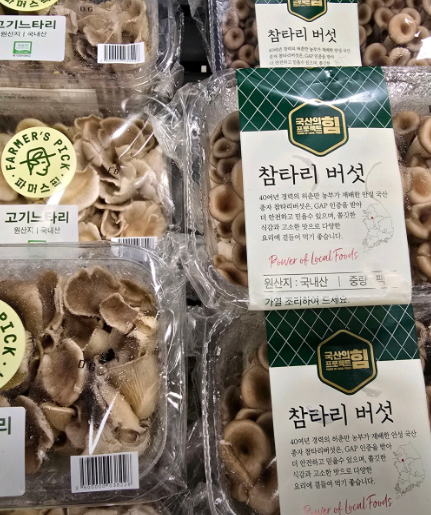 고기느타리
원산지 | 국내산
참타리 버섯
FARMER'S PICK
파머스픽
고기느타리
원산지 | 국내산
국산의
프로젝트
힘
참타리 버섯
40여년 경력의 허준만 농부가 재배한 안심 국산
종자 참타리버섯은, GAP 인증을 받아
더 안전하고 믿을수 있으며, 쫄깃한
식감과 고소한 맛으로 다양한
요리에 곁들여 먹기 좋습니다.
Power of Local Foods
원산지 : 국내산 | 중량
가열 조리하여 드세요
PICK
리
국산의
프로젝트
힘
참타리 버섯
40여년 경력의 허준만 농부가 재배한 안심 국산
종자 참타리버섯은, GAP 인증을 받아
더 안전하고 믿을수 있으며, 쫄깃한
식감과 고소한 맛으로 다양한
요리에 곁들여 먹기 좋습니다.
Power of Local Foods